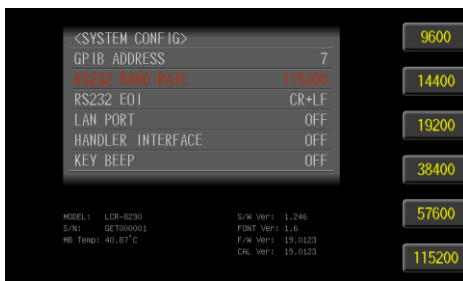 <SYSTEM CONFIG>
GPIB ADDRESS 7
RS232 BAUD RATE 115200
RS232 EOI CR+LF
LAN PORT OFF
HANDLER INTERFACE OFF
KEY BEEP OFF
MODEL: LCR-8230 S/W Ver: 1.246
S/N: GET000001 FONT Ver: 1.6
MB Temp: 40.87°C F/W Ver: 19.0123
CAL Ver: 19.0123
9600
14400
19200
38400
57600
115200